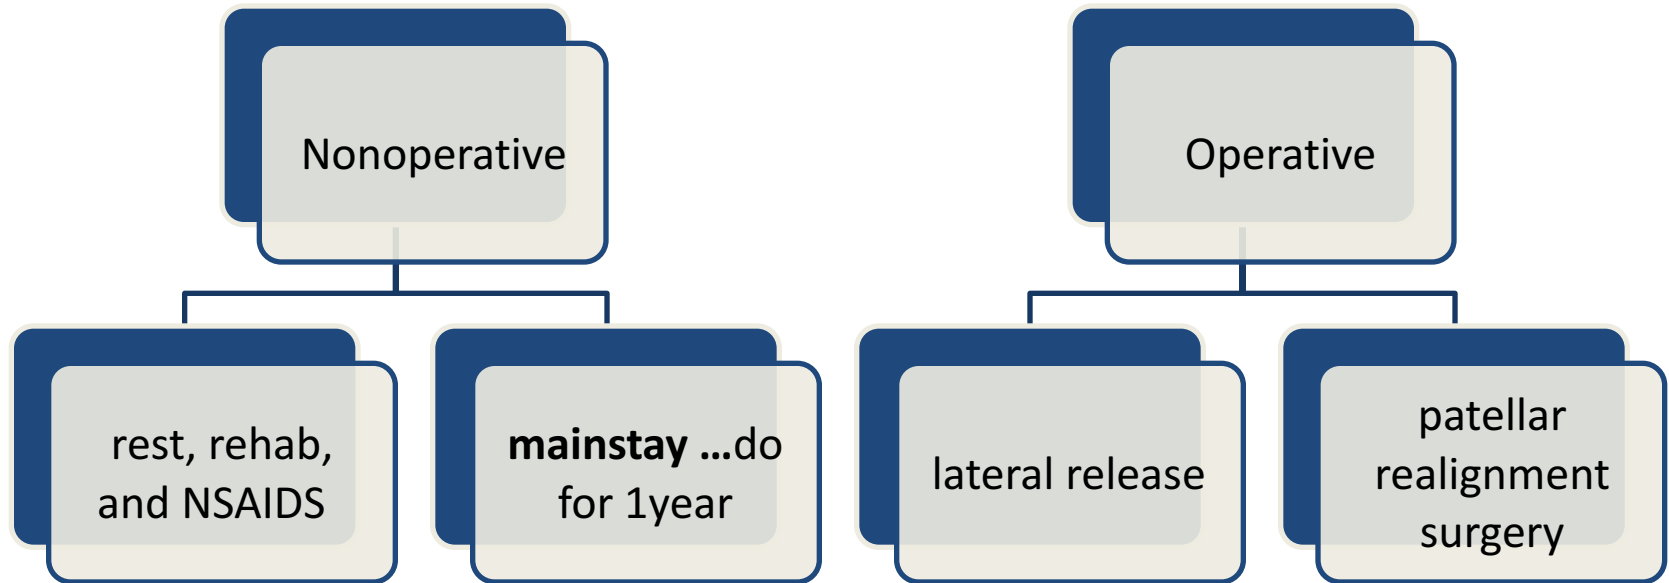 Nonoperative
Operative
rest, rehab,
and NSAIDS
mainstay ...do
for 1year
lateral release
patellar
realignment
surgery